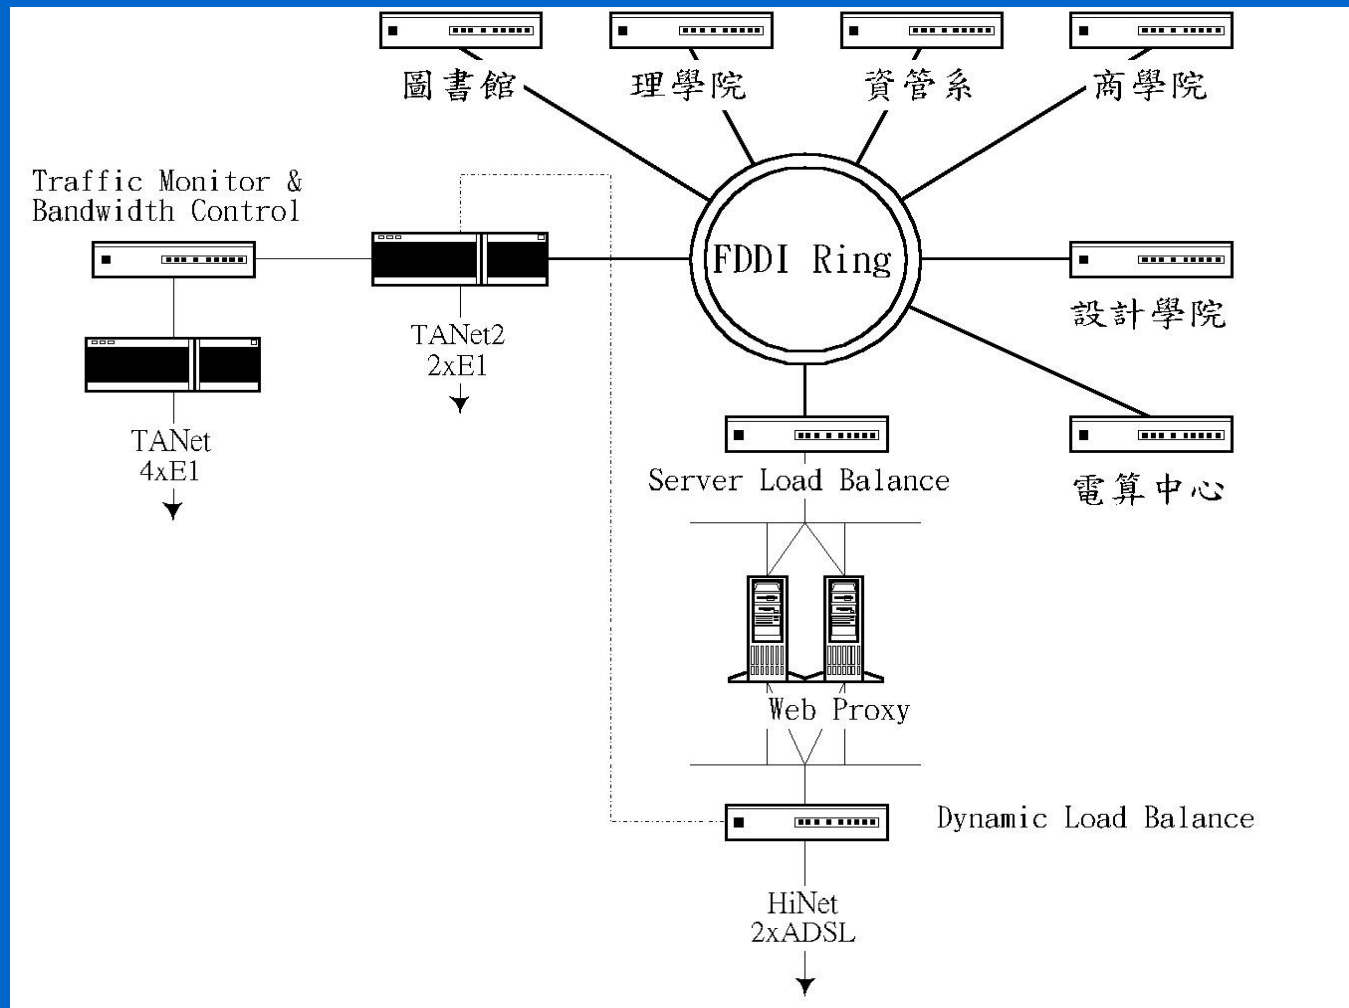 圖書館
理學院
資管系
商學院
Traffic Monitor &
Bandwidth Control
FDDI Ring
設計學院
TANet2
2xE1
TANet
4xE1
Server Load Balance
電算中心
Web Proxy
Dynamic Load Balance
HiNet
2xADSL